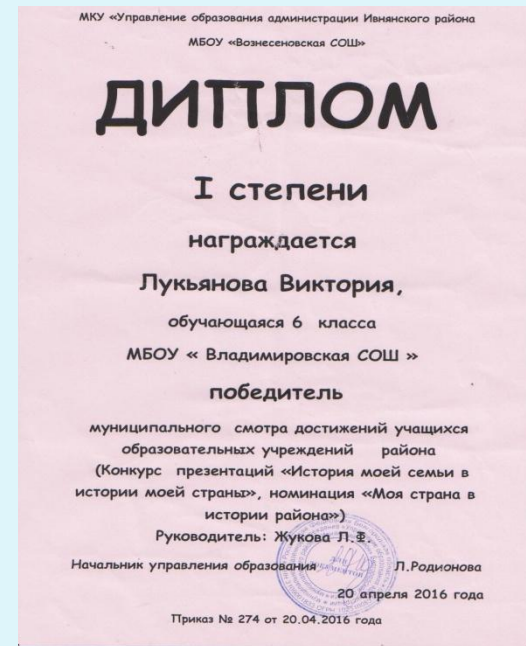 МКУ «Управление образования администрации Ивнянского района
МБОУ «Вознесеновская СОШ»
ДИПЛОМ
I степени
награждается
Лукьянова Виктория,
обучающаяся 6 класса
МБОУ « Владимировская СОШ »
победитель
муниципального смотра достижений учащихся
образовательных учреждений района
(Конкурс презентаций «История моей семьи в
истории моей страны», номинация «Моя страна в
истории района»)
Руководитель: Жукова Л.Ф.
Начальник управления образования Л.Родионова
20 апреля 2016 года
Приказ № 274 от 20.04.2016 года